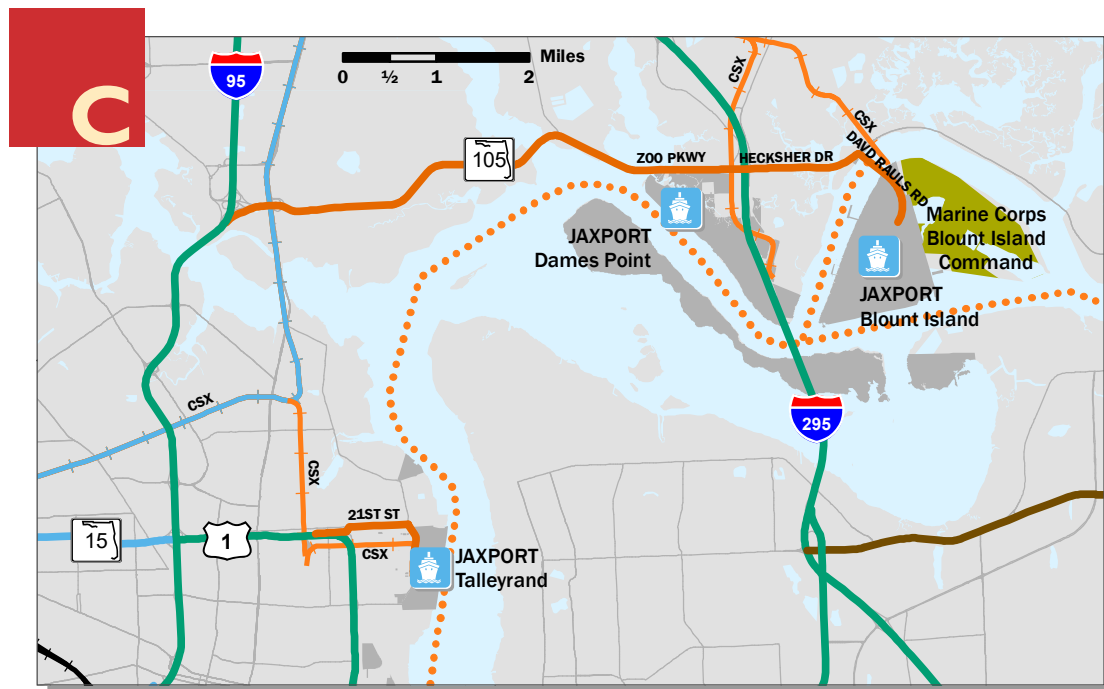 C
95
0 ½ 1 2 Miles
CSX
CSX
105
ZOO PKWY
HECKSHER DR
DAVD RAULS RD
Marine Corps
Blount Island
Command
JAXPORT
Dames Point
JAXPORT
Blount Island
CSX
295
CSX
15
1
21ST ST
CSX
JAXPORT
Talleyrand